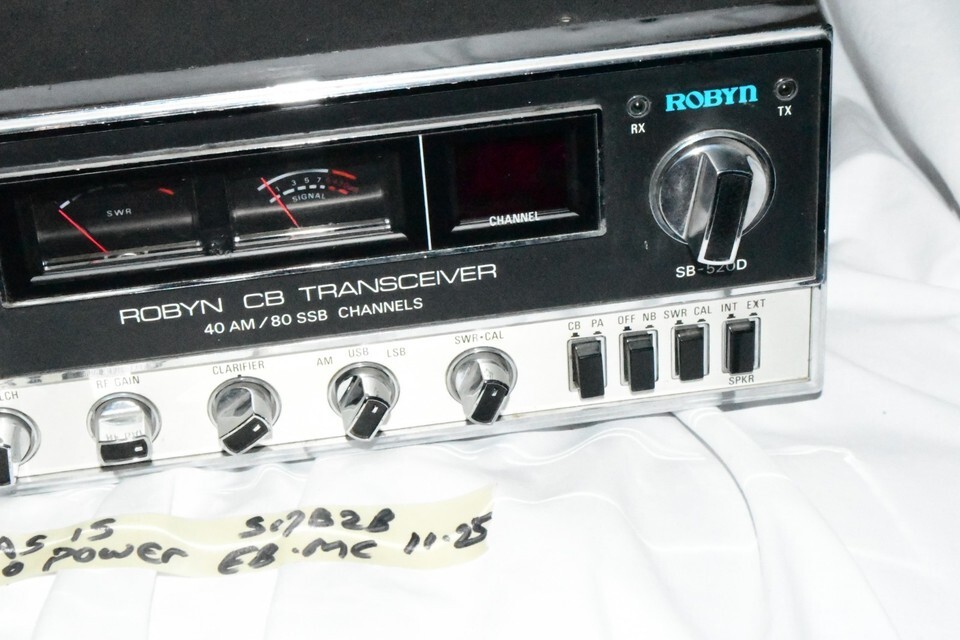 ROBYN
RX
TX
SWR
1 3 5 7
SIGNAL
CHANNEL
SB-520D
ROBYN CB TRANSCEIVER
40 AM/80 SSB CHANNELS
LCH
RF GAIN
CLARIFIER
AM USB LSB
SWR-CAL
CB PA OFF NB SWR CAL INT EXT
SPKR
AS IS S17B2B
O POWER EB.MC 11.25